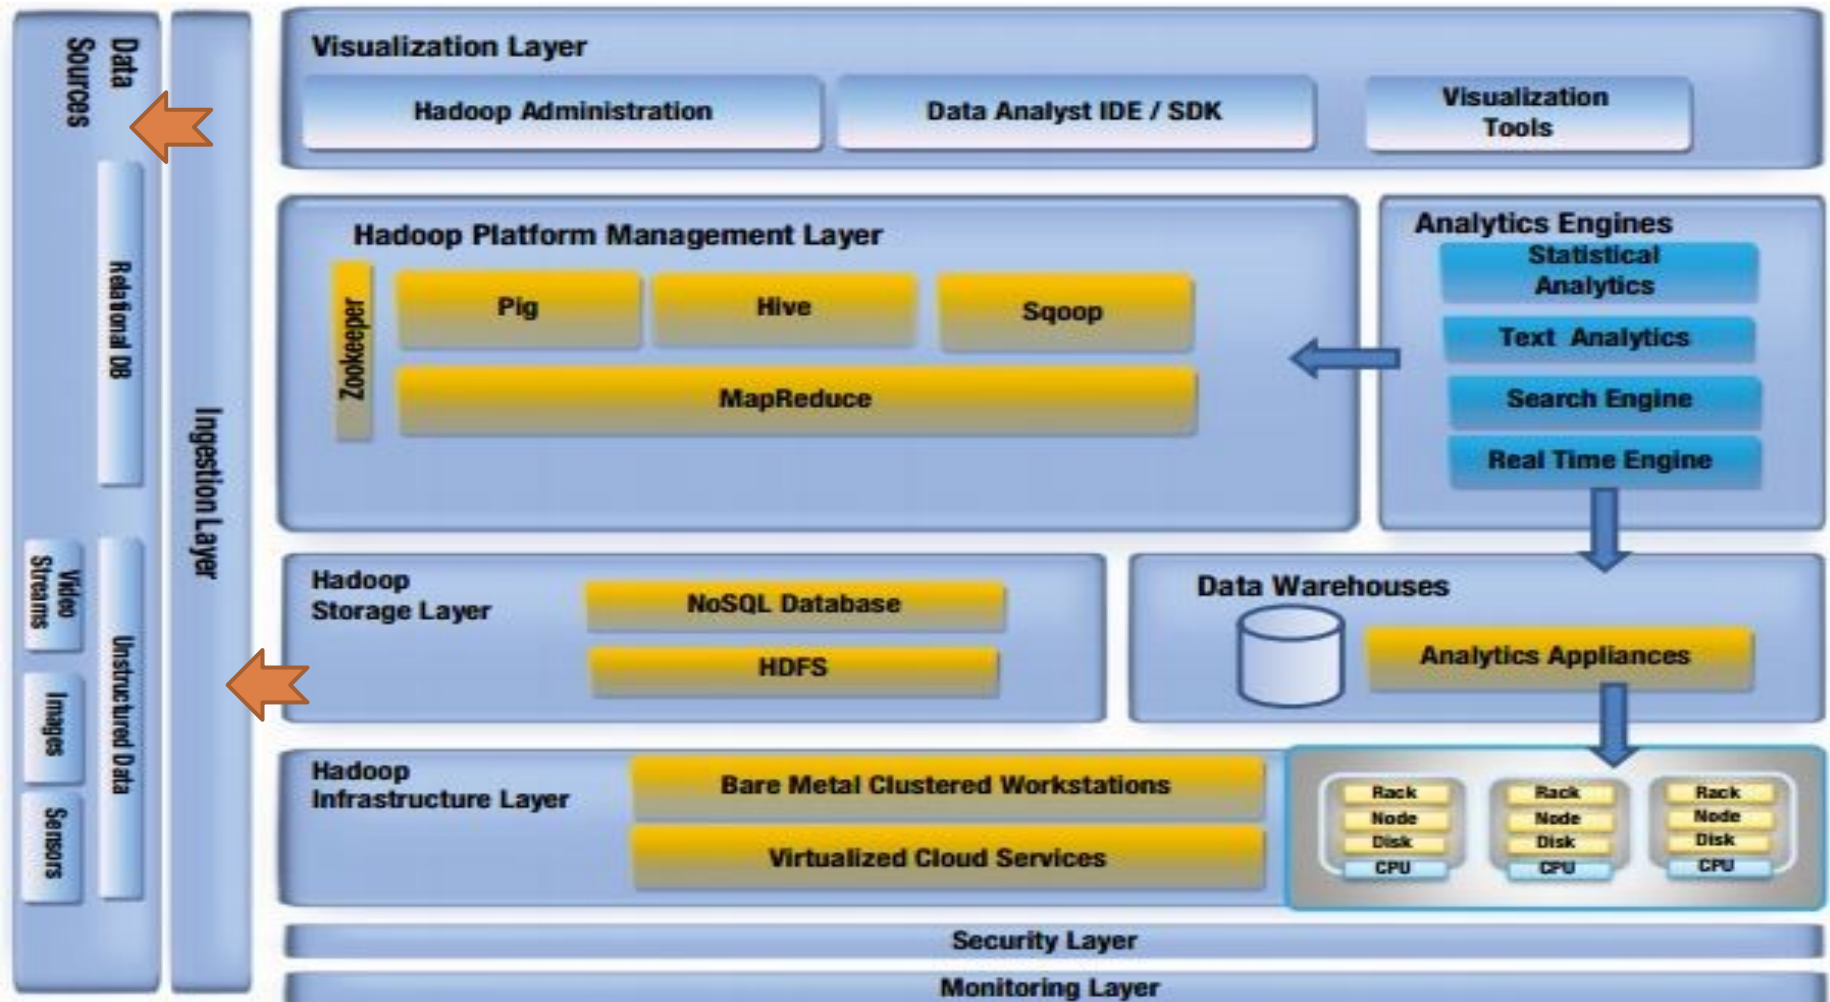 Data
Sources
Relational DB
Unstructured Data
Video
Streams
Images
Sensors
Ingestion Layer
Visualization Layer
Hadoop Administration
Data Analyst IDE / SDK
Visualization
Tools
Hadoop Platform Management Layer
Zookeeper
Pig
Hive
Sqoop
MapReduce
Analytics Engines
Statistical
Analytics
Text Analytics
Search Engine
Real Time Engine
Hadoop
Storage Layer
NoSQL Database
HDFS
Data Warehouses
Analytics Appliances
Hadoop
Infrastructure Layer
Bare Metal Clustered Workstations
Virtualized Cloud Services
Rack
Node
Disk
CPU
Rack
Node
Disk
CPU
Rack
Node
Disk
CPU
Security Layer
Monitoring Layer